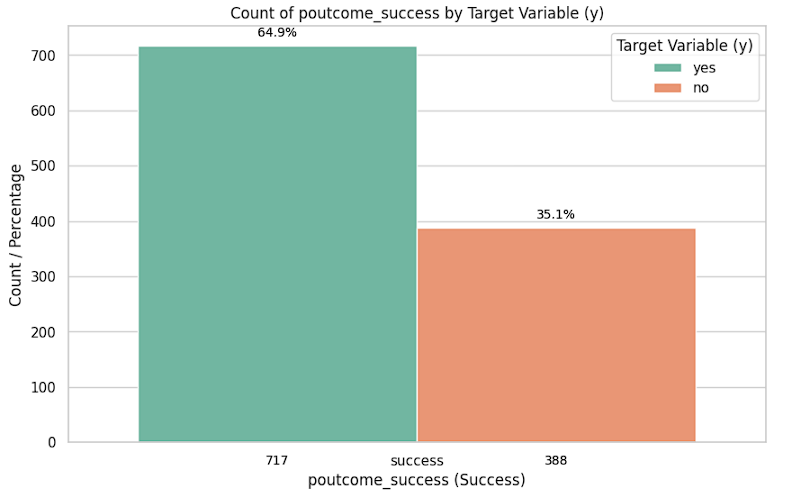 Count of poutcome_success by Target Variable (y)
64.9%
35.1%
Target Variable (y)
yes
no
Count / Percentage
700
600
500
400
300
200
100
0
717 success 388
poutcome_success (Success)